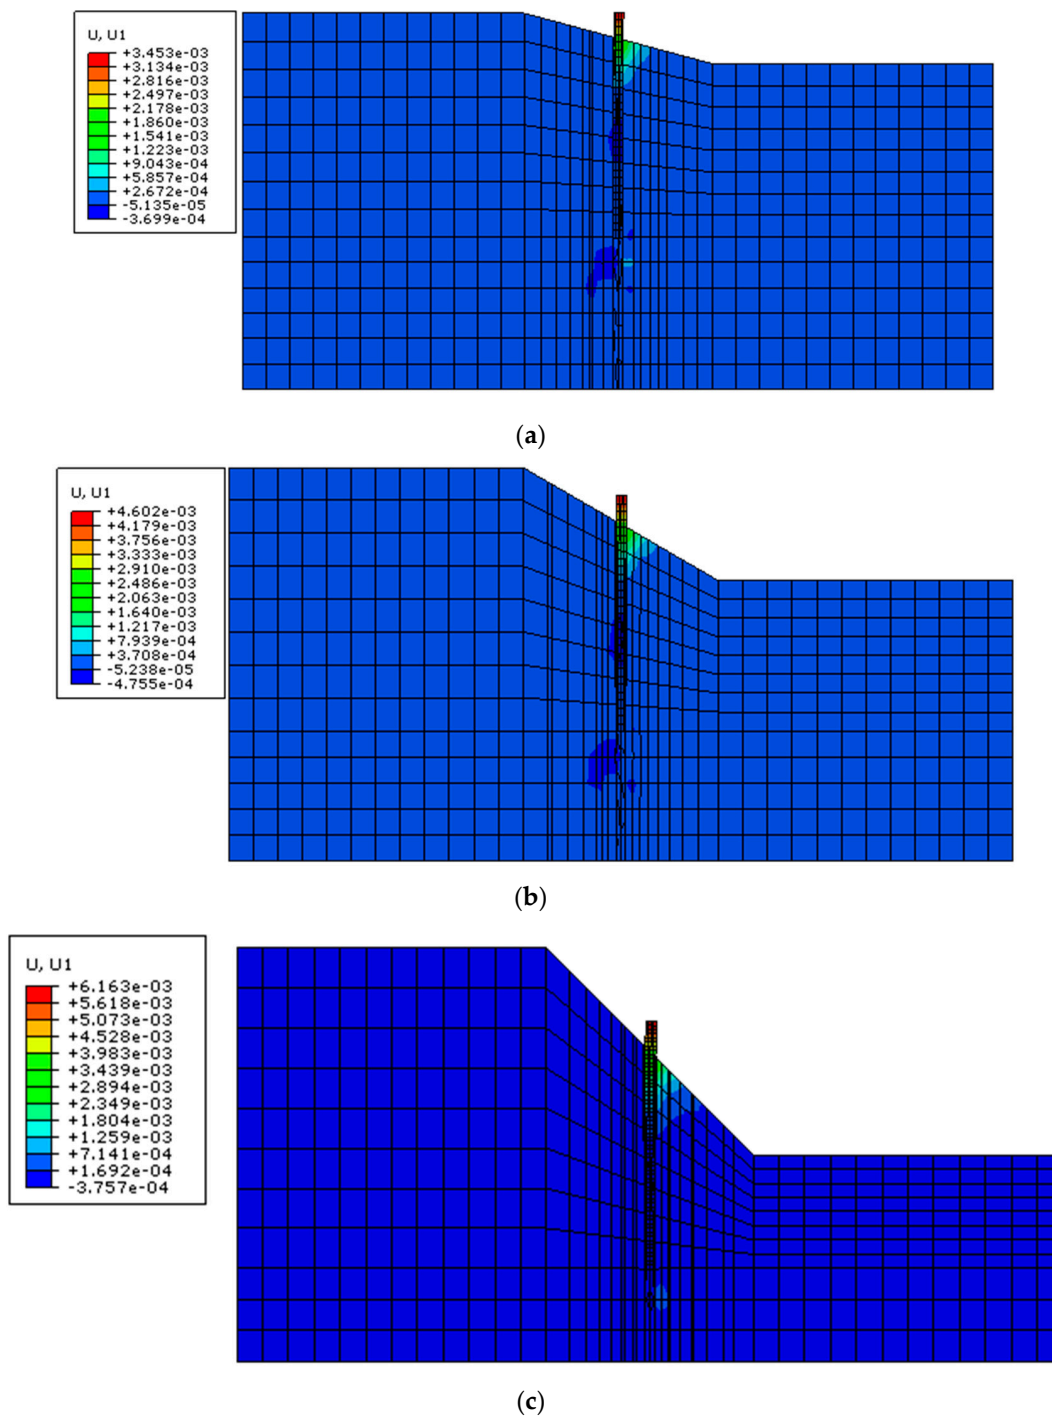 U, U1
+3.453e-03
+3.134e-03
+2.816e-03
+2.497e-03
+2.178e-03
+1.860e-03
+1.541e-03
+1.223e-03
+9.043e-04
+5.857e-04
+2.672e-04
-5.135e-05
-3.699e-04
(a)
U, U1
+4.602e-03
+4.179e-03
+3.756e-03
+3.333e-03
+2.910e-03
+2.486e-03
+2.063e-03
+1.640e-03
+1.217e-03
+7.939e-04
+3.708e-04
-5.238e-05
-4.755e-04
(b)
U, U1
+6.163e-03
+5.618e-03
+5.073e-03
+4.528e-03
+3.983e-03
+3.439e-03
+2.894e-03
+2.349e-03
+1.804e-03
+1.259e-03
+7.141e-04
+1.692e-04
-3.757e-04
(c)